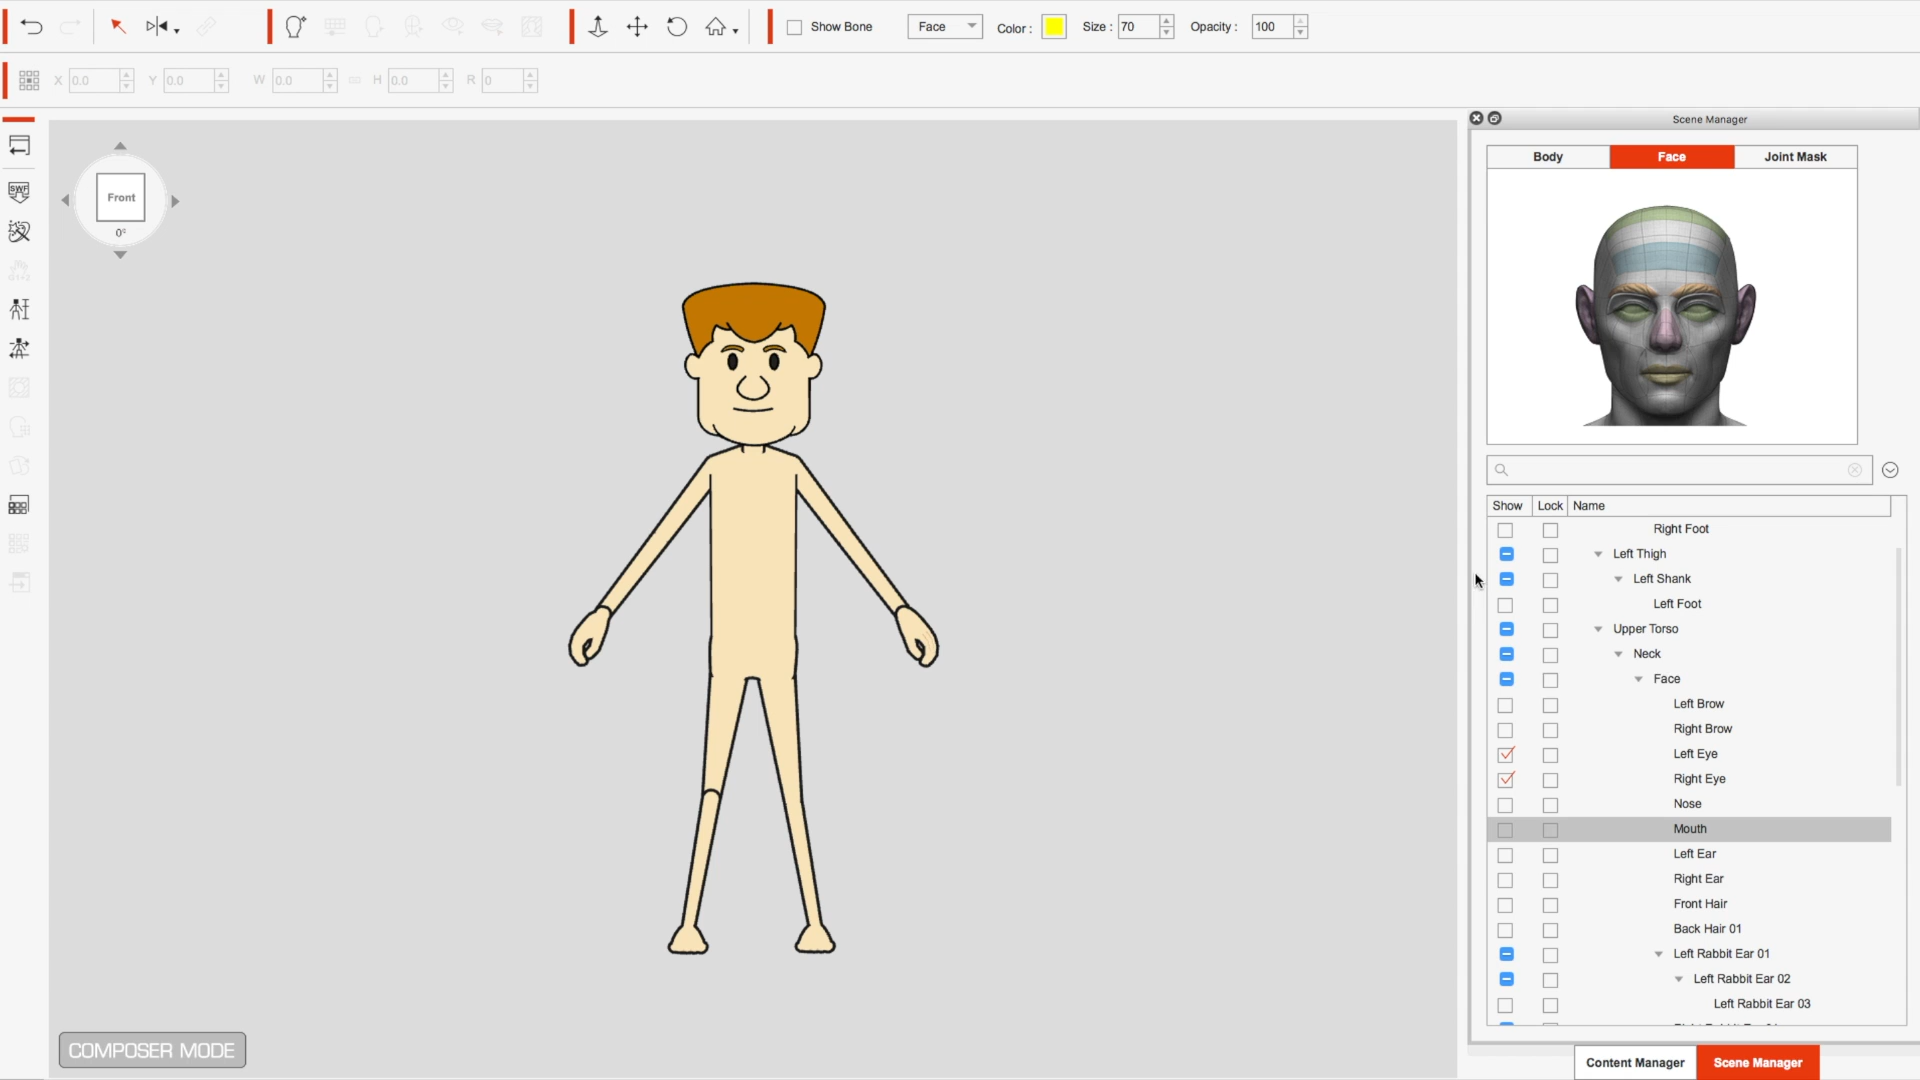 Show Bone
Face
Color :
Size : 70
Opacity : 100
X 0.0
Y 0.0
W 0.0
H 0.0
R 0
Scene Manager
Front
0º
SWF
Body
Face
Joint Mask
Show
Lock
Name
Right Foot
Left Thigh
Left Shank
Left Foot
Upper Torso
Neck
Face
Left Brow
Right Brow
Left Eye
Right Eye
Nose
Mouth
Left Ear
Right Ear
Front Hair
Back Hair 01
Left Rabbit Ear 01
Left Rabbit Ear 02
Left Rabbit Ear 03
COMPOSER MODE
Content Manager
Scene Manager